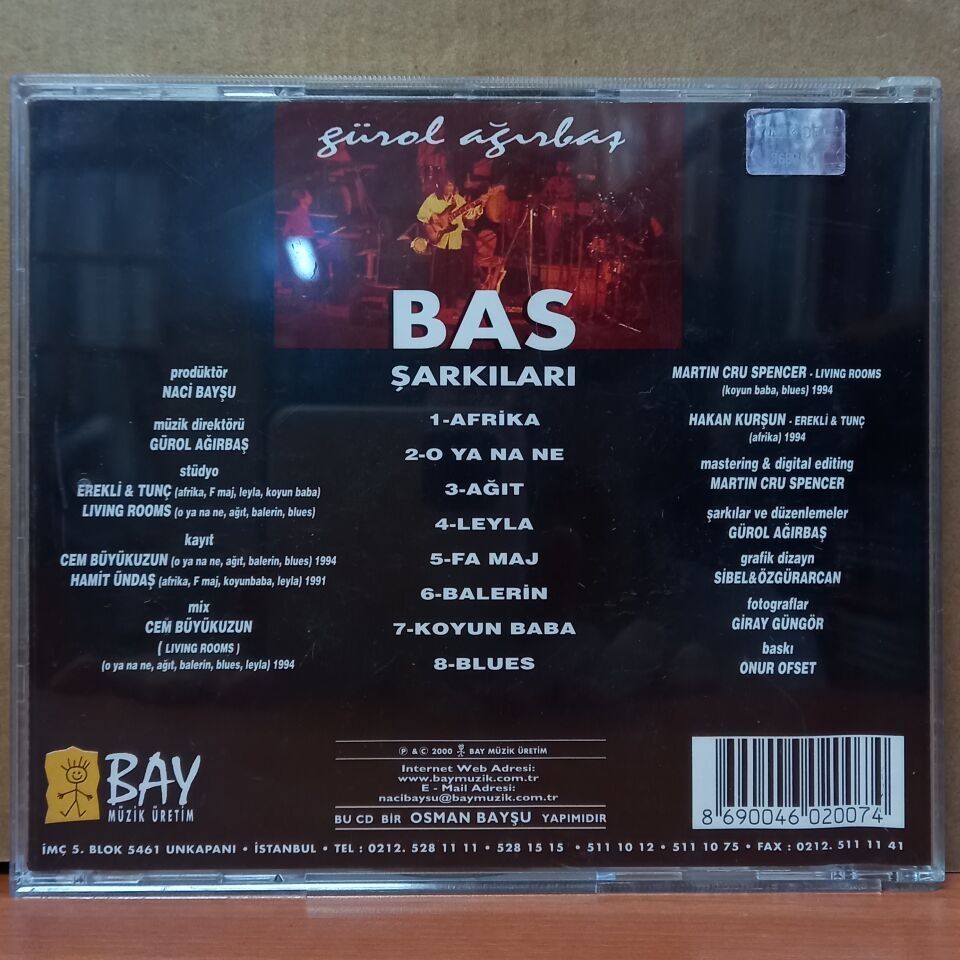 gürol ağırbaş
BAS
ŞARKILARI
prodüktör
NACİ BAYŞU
müzik direktörü
GÜROL AĞIRBAŞ
stüdyo
EREKLİ & TUNÇ (afrika, F maj, leyla, koyun baba)
LIVING ROOMS (o ya na ne, ağıt, balerin, blues)
kayıt
CEM BÜYÜKUZUN (o ya na ne, ağıt, balerin, blues) 1994
HAMİT ÜNDAŞ (afrika, F maj, koyunbaba, leyla) 1991
mix
CEM BÜYÜKUZUN
( LIVING ROOMS )
(o ya na ne, ağıt, balerin, blues, leyla) 1994
1-AFRİKA
2-O YA NA NE
3-AĞIT
4-LEYLA
5-FA MAJ
6-BALERİN
7-KOYUN BABA
8-BLUES
MARTIN CRU SPENCER - LIVING ROOMS
(koyun baba, blues) 1994
HAKAN KURŞUN - EREKLİ & TUNÇ
(afrika) 1994
mastering & digital editing
MARTIN CRU SPENCER
şarkılar ve düzenlemeler
GÜROL AĞIRBAŞ
grafik dizayn
SİBEL&ÖZGÜRARCAN
fotograflar
GİRAY GÜNGÖR
baskı
ONUR OFSET
BAY
MÜZİK ÜRETİM
℗ & © 2000 BAY MÜZİK ÜRETİM
Internet Web Adresi:
www.baymuzik.com.tr
E - Mail Adresi:
nacibaysu@baymuzik.com.tr
BU CD BİR OSMAN BAYŞU YAPIMIDIR
8 690046 020074
İMÇ 5. BLOK 5461 UNKAPANI • İSTANBUL • TEL : 0212. 528 11 11 • 528 15 15 • 511 10 12 • 511 10 75 • FAX : 0212. 511 11 41